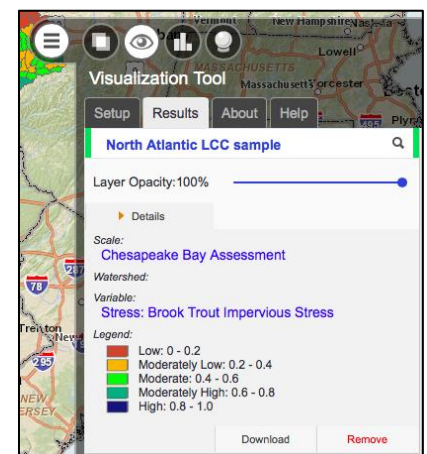 Vermont
New Hampshire
Lowell
MASSACHUSETTS
Massachusetts
Worcester
Visualization Tool
Setup
Results
About
Help
495
North Atlantic LCC sample
Layer Opacity:100%
Details
Scale:
Chesapeake Bay Assessment
Watershed:
Variable:
Stress: Brook Trout Impervious Stress
Legend:
Low: 0 - 0.2
Moderately Low: 0.2 - 0.4
Moderate: 0.4 - 0.6
Moderately High: 0.6 - 0.8
High: 0.8 - 1.0
Download
Remove
287
78
Trenton
New
295
NEW
ERSEY